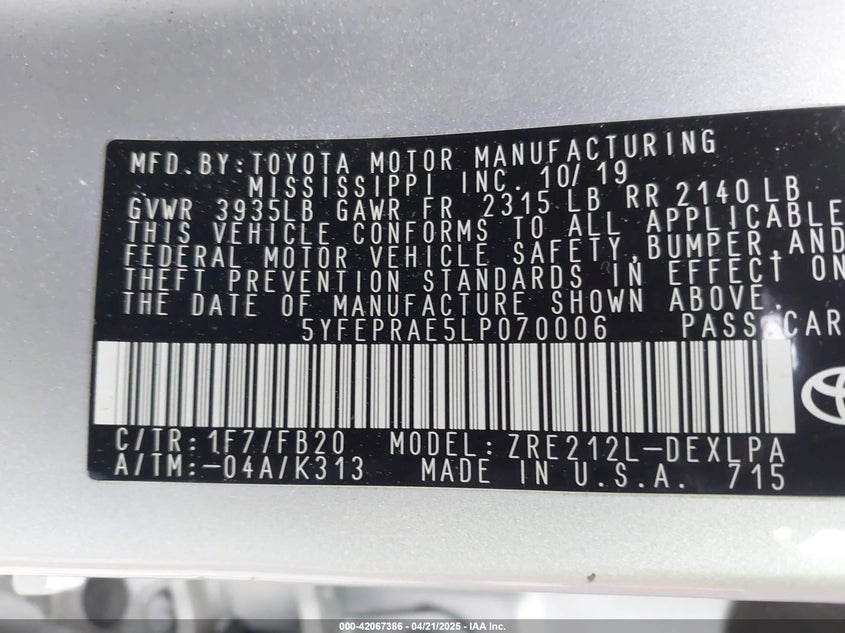 MFD. BY: TOYOTA MOTOR MANUFACTURING
MISSISSIPPI INC. 10/19
GVWR 3935LB GAWR FR 2315 LB RR 2140 LB
THIS VEHICLE CONFORMS TO ALL APPLICABLE
FEDERAL MOTOR VEHICLE SAFETY, BUMPER, AND
THEFT PREVENTION STANDARDS IN EFFECT ON
THE DATE OF MANUFACTURE SHOWN ABOVE.
5YFEPRAE5LP070006 PASS CAR
C/TR: 1F7/FB20 MODEL: ZRE212L-DEXLPA
A/TM: -04A/K313 MADE IN U.S.A. 715
000-42067386 - 04/21/2025 - IAA Inc.